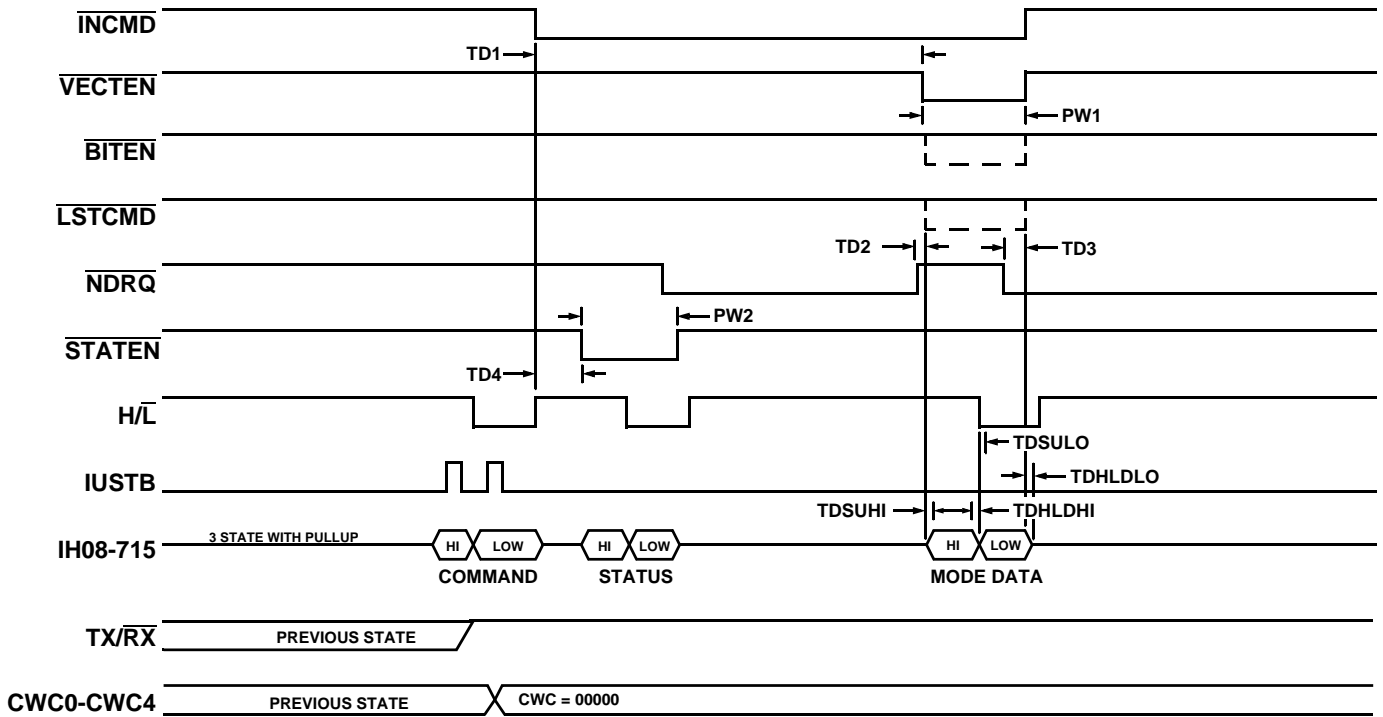 INCMD
TD1
VECTEN
PW1
BITEN
LSTCMD
TD2
TD3
NDRQ
PW2
STATEN
TD4
H/L
TDSULO
IUSTB
TDHLDLO
TDSUHI
TDHLDHI
IH08-715
3 STATE WITH PULLUP
HI
LOW
HI
LOW
HI
LOW
COMMAND
STATUS
MODE DATA
TX/RX
PREVIOUS STATE
CWC0-CWC4
PREVIOUS STATE
CWC = 00000